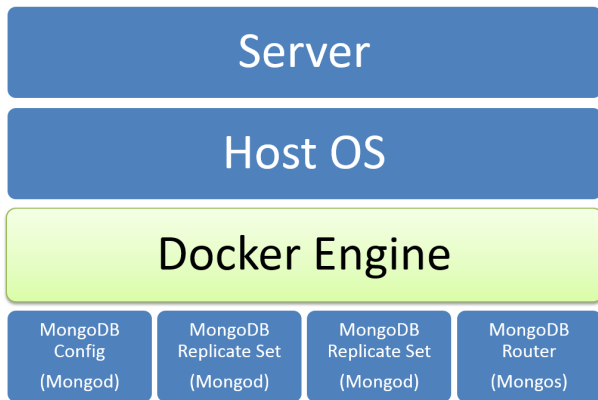 Server
Host OS
Docker Engine
MongoDB
Config
(Mongod)
MongoDB
Replicate Set
(Mongod)
MongoDB
Replicate Set
(Mongod)
MongoDB
Router
(Mongos)